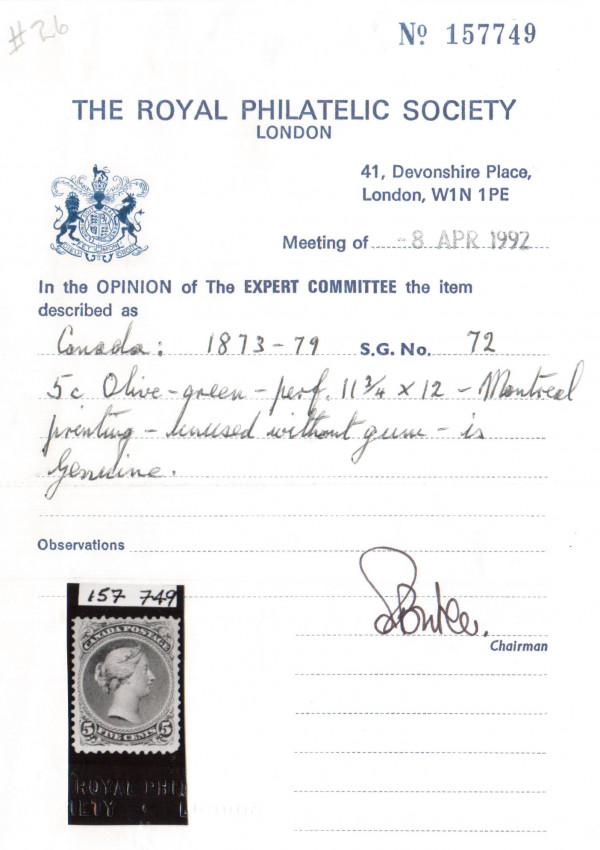 #26
Nº 157749
THE ROYAL PHILATELIC SOCIETY
LONDON
41, Devonshire Place,
London, W1N 1PE
Meeting of -8 APR 1992
In the OPINION of The EXPERT COMMITTEE the item
described as
Canada: 1873-79 S.G. No. 72
5c Olive-green - perf. 11¾ x 12 - Montreal
printing - unused without gum - is
Genuine.
Observations
157 749
CANADA POSTAGE
5 FIVE CENTS 5
Chairman
ROYAL PHIL
IETY